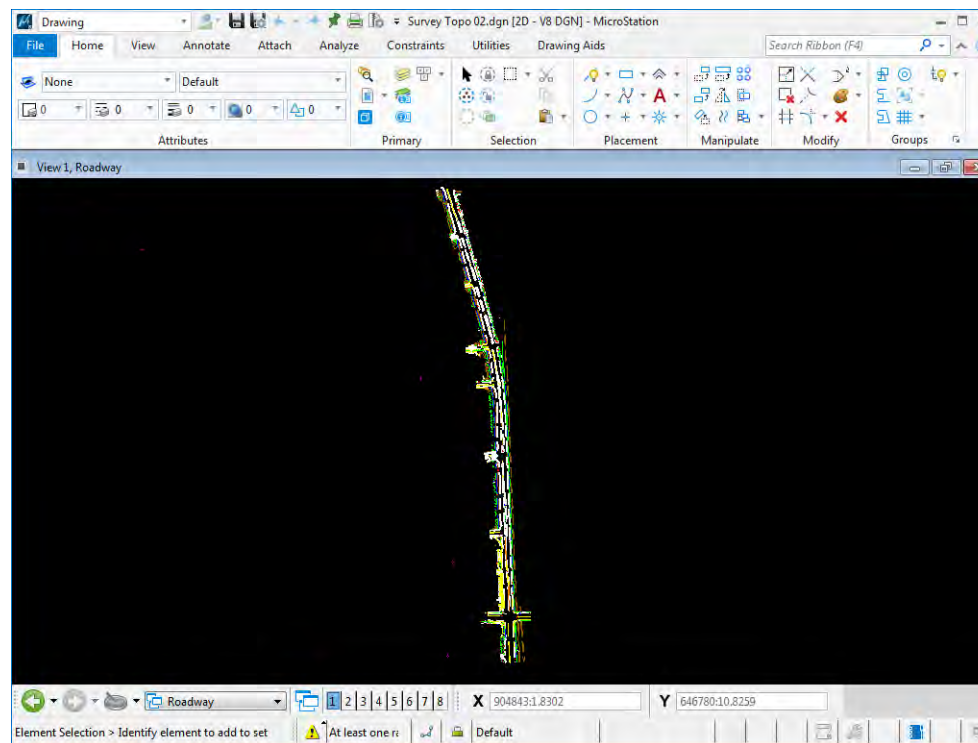 Drawing Survey Topo 02.dgn [2D - V8 DGN] - MicroStation
File Home View Annotate Attach Analyze Constraints Utilities Drawing Aids Search Ribbon (F4)
None Default
0 0 0 0 0
Attributes Primary Selection Placement Manipulate Modify Groups
View 1, Roadway
Roadway 1 2 3 4 5 6 7 8 X 904843:1.8302 Y 646780:10.8259
Element Selection > Identify element to add to set At least one Default